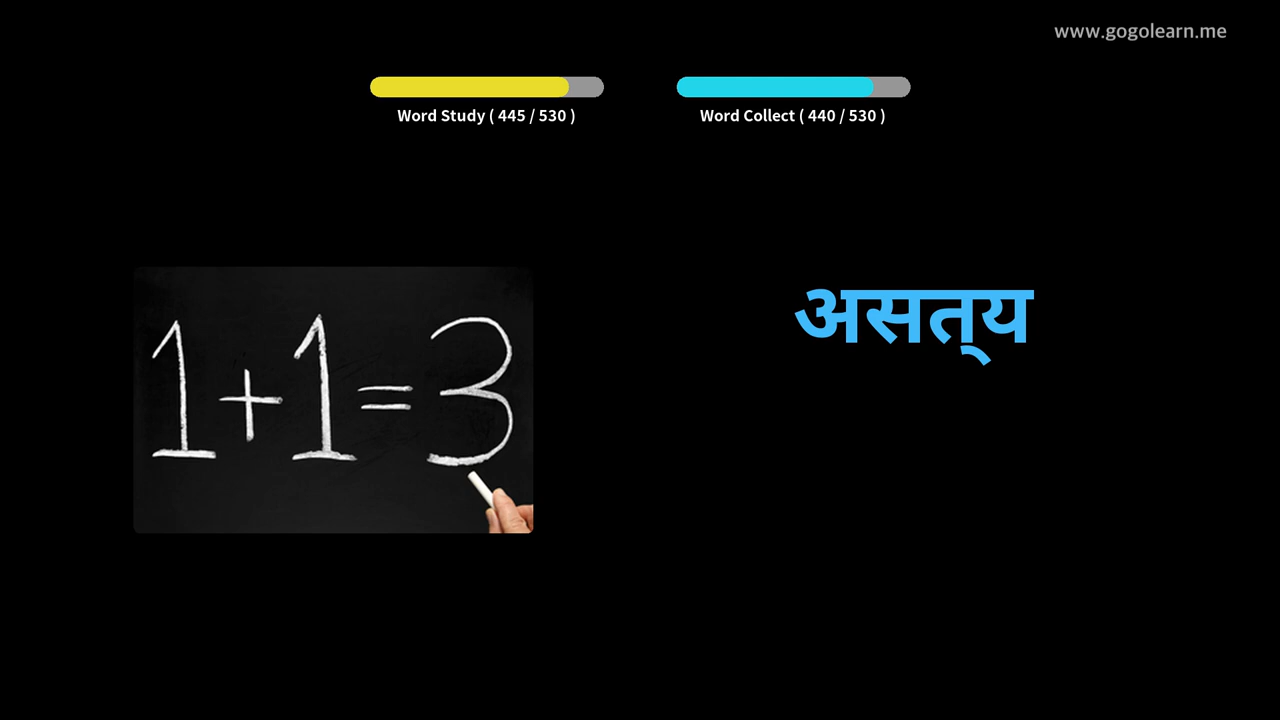 www.gogolearn.me
Word Study ( 445 / 530 )
Word Collect ( 440 / 530 )
1+1=3
असत्‌य